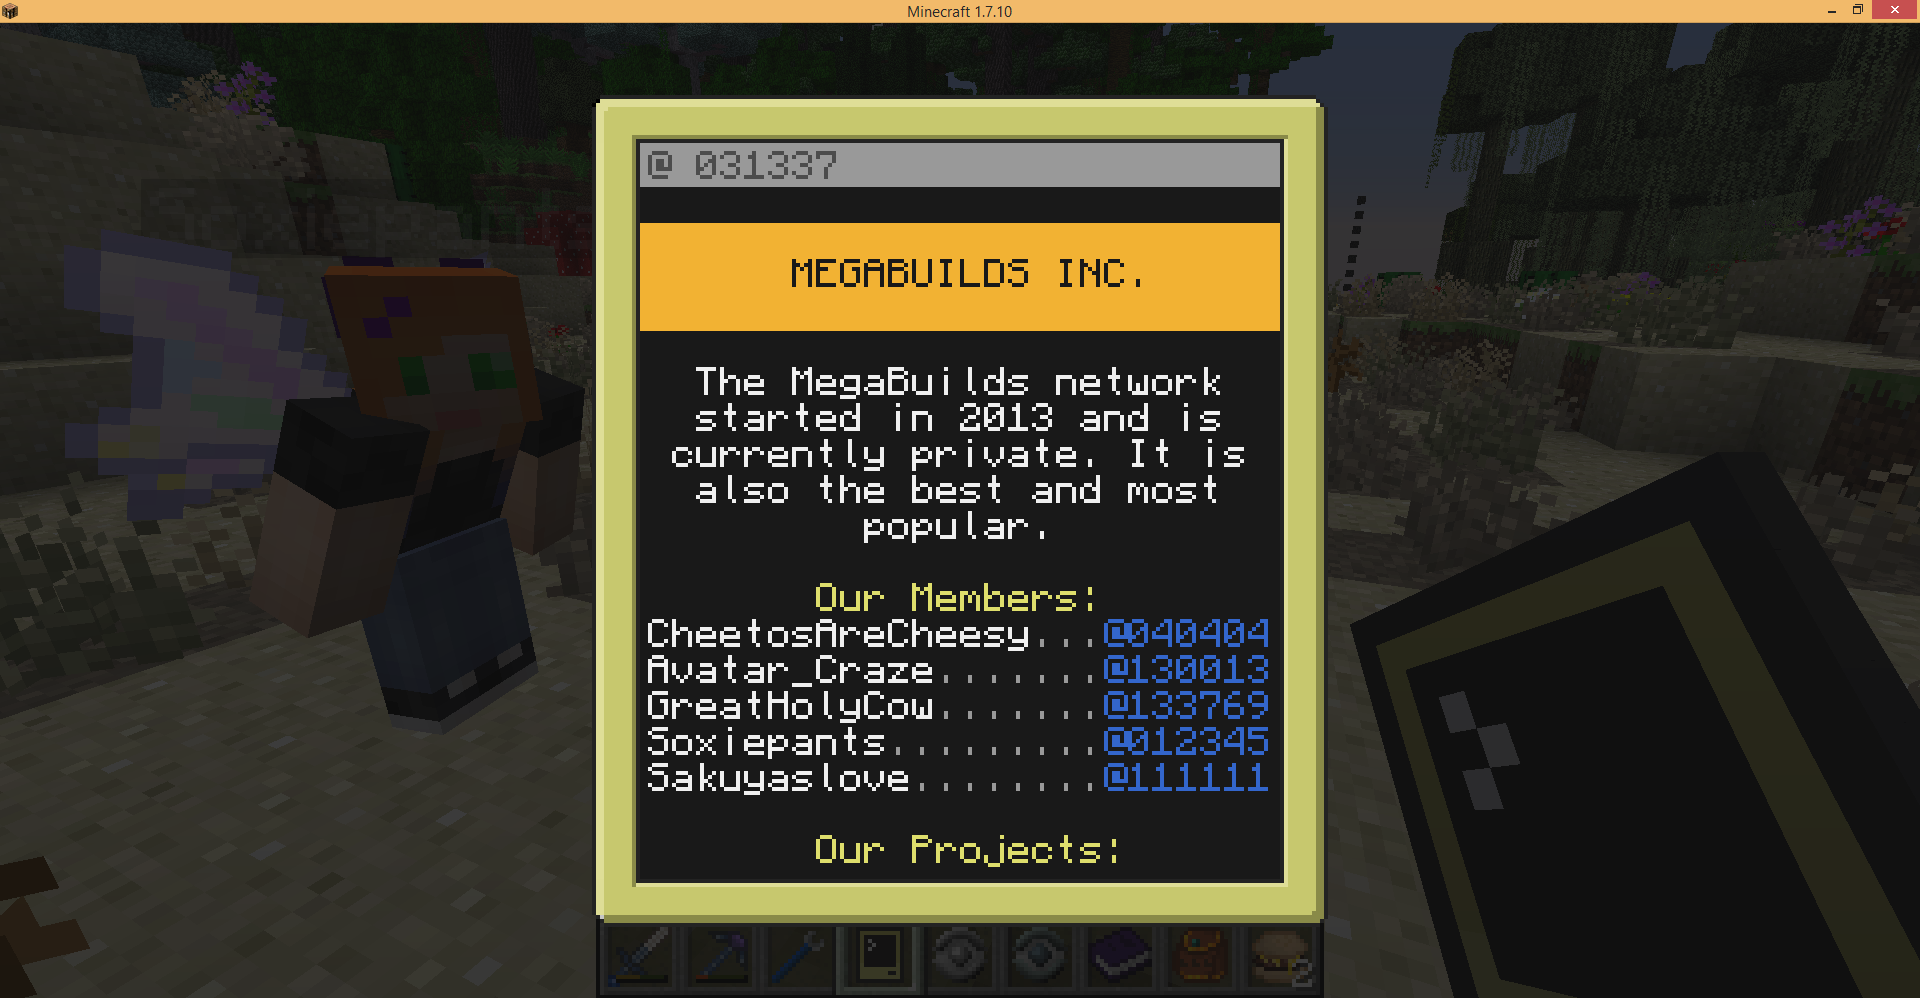 Minecraft 1.7.10
@ 031337
MEGABUILDS INC.
The MegaBuilds network
started in 2013 and is
currently private. It is
also the best and most
popular.
Our Members:
CheetosAreCheesy...@040404
Avatar_Craze.......@130013
GreatHolyCow.......@133769
Soxiepants.........@012345
Sakuyaslove........@111111
Our Projects:
2